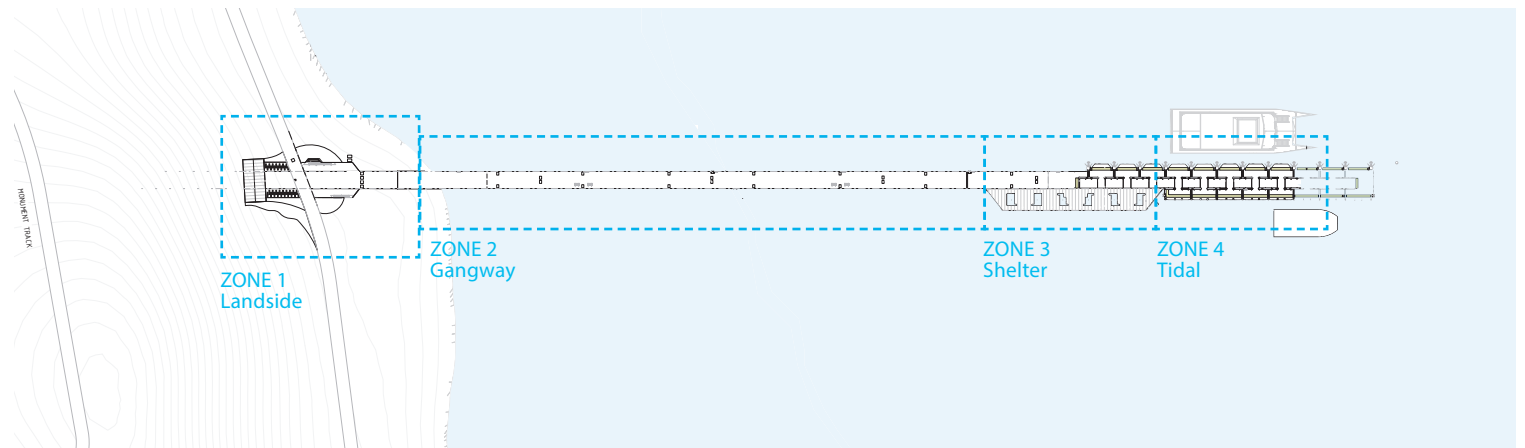 MONUMENT TRACK
ZONE 1
Landside
ZONE 2
Gangway
ZONE 3
Shelter
ZONE 4
Tidal